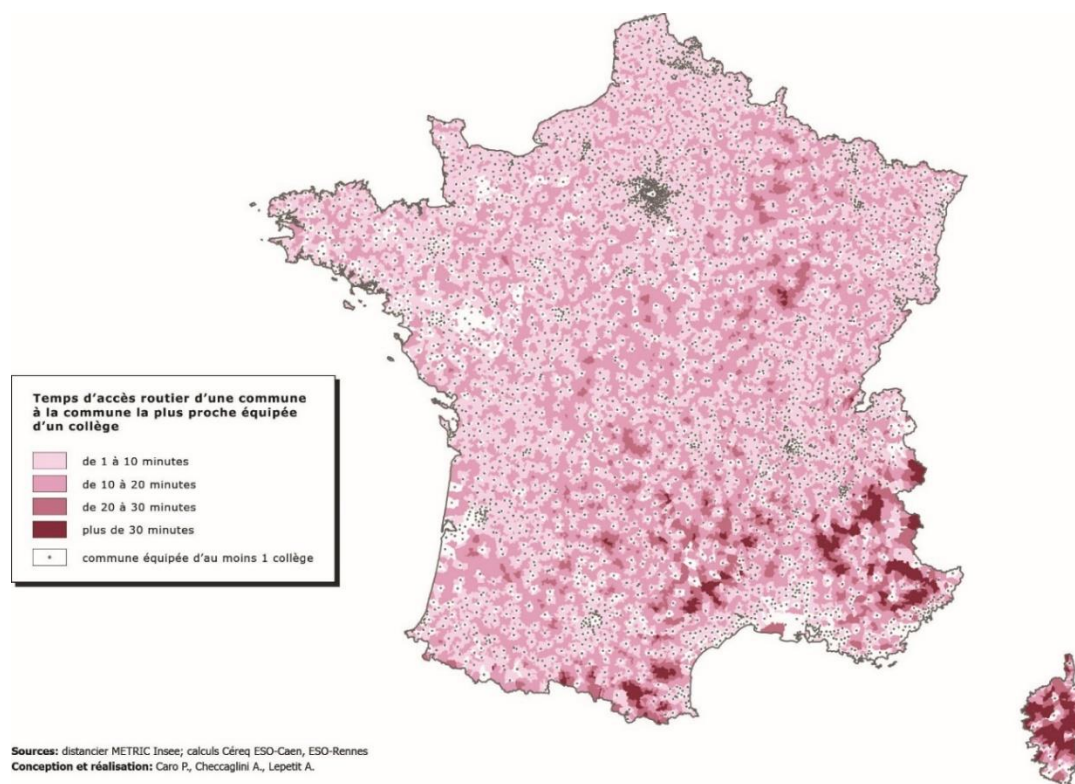 Temps d'accès routier d'une commune
à la commune la plus proche équipée
d'un collège
de 1 à 10 minutes
de 10 à 20 minutes
de 20 à 30 minutes
plus de 30 minutes
commune équipée d'au moins 1 collège
Sources: distancier METRIC Insee; calculs Céreq ESO-Caen, ESO-Rennes
Conception et réalisation: Caro P., Checcaglini A., Lepetit A.